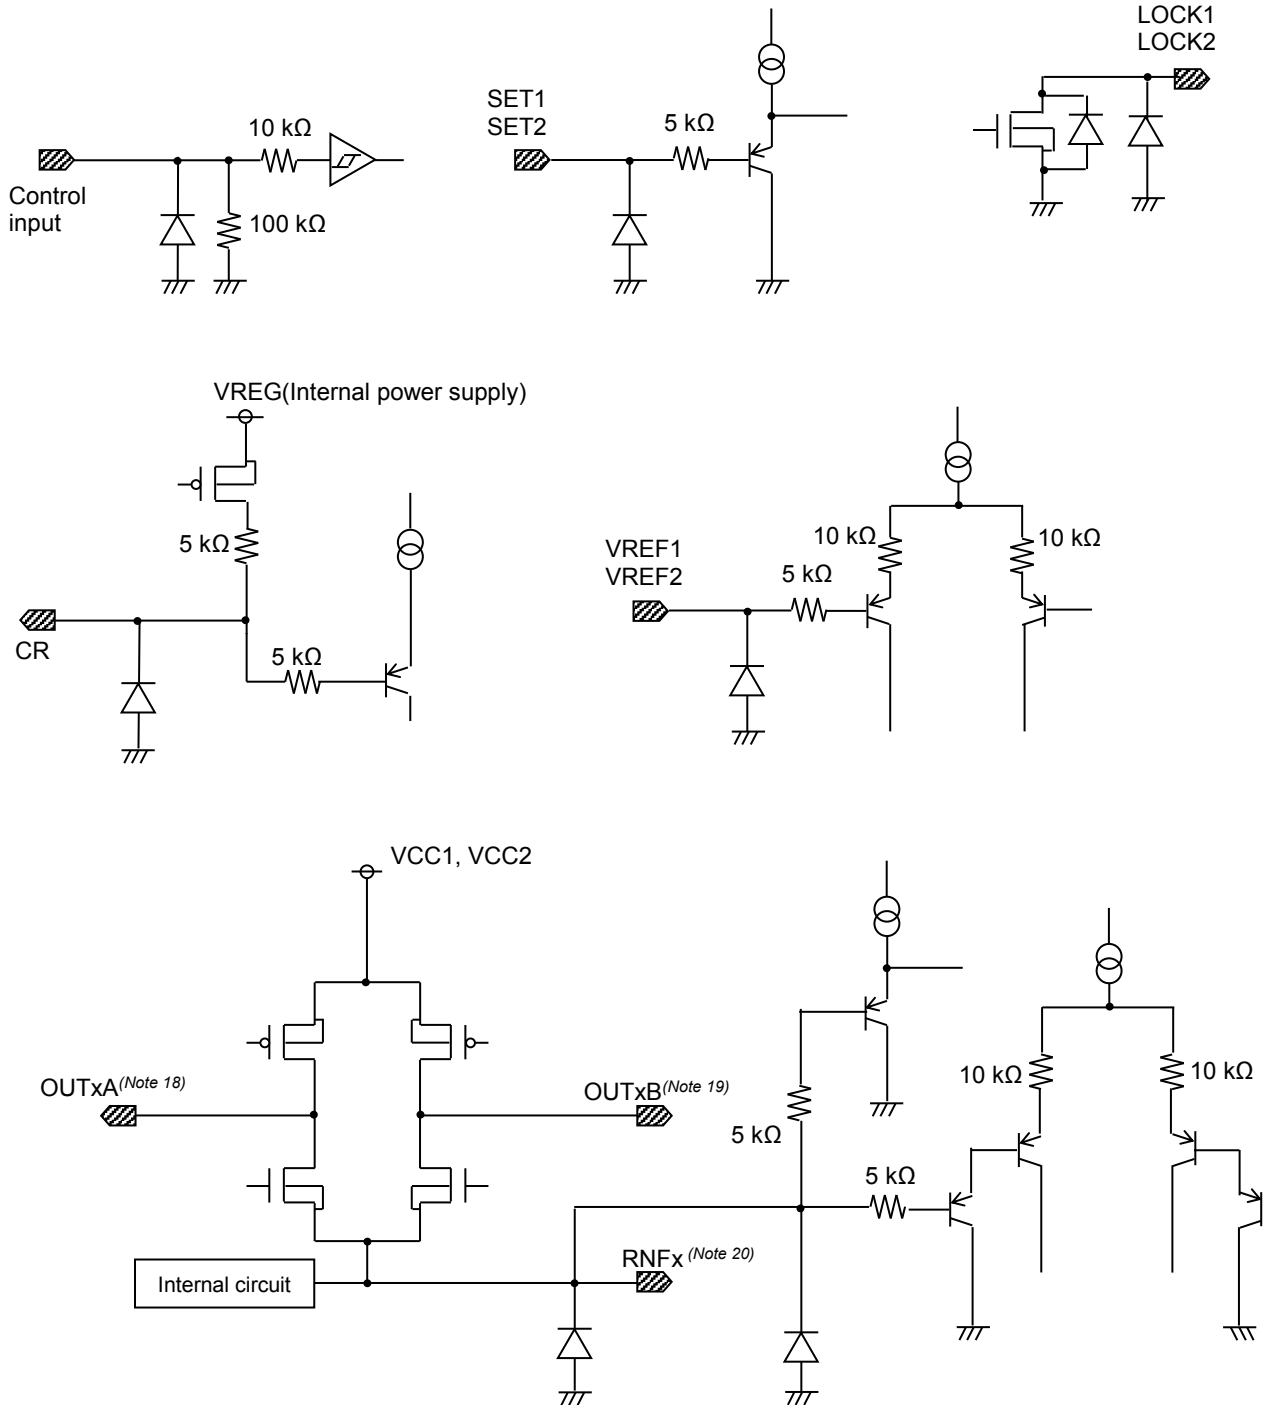 LOCK1
LOCK2
SET1
SET2
5 kΩ
10 kΩ
Control
input
100 kΩ
VREG(Internal power supply)
5 kΩ
CR
5 kΩ
VREF1
VREF2
5 kΩ
10 kΩ
10 kΩ
VCC1, VCC2
OUTxA(Note 18)
OUTxB(Note 19)
5 kΩ
10 kΩ
10 kΩ
5 kΩ
RNFx (Note 20)
Internal circuit